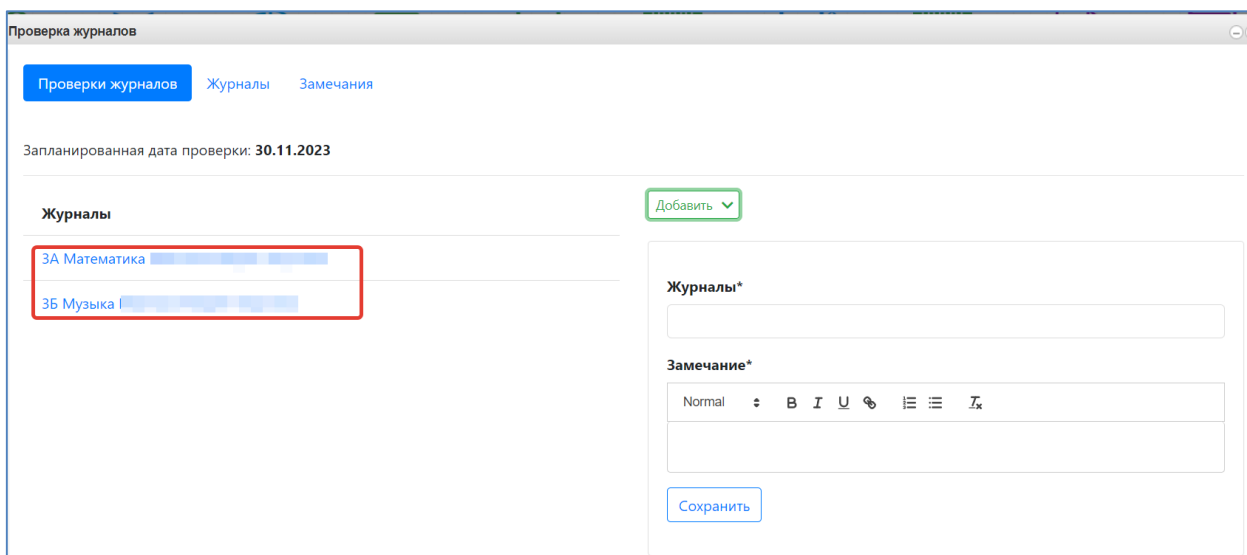 Проверка журналов
Проверки журналов Журналы Замечания
Запланированная дата проверки: 30.11.2023
Журналы
3А Математика
3Б Музыка
Добавить
Журналы*
Замечание*
Normal B I U
Сохранить